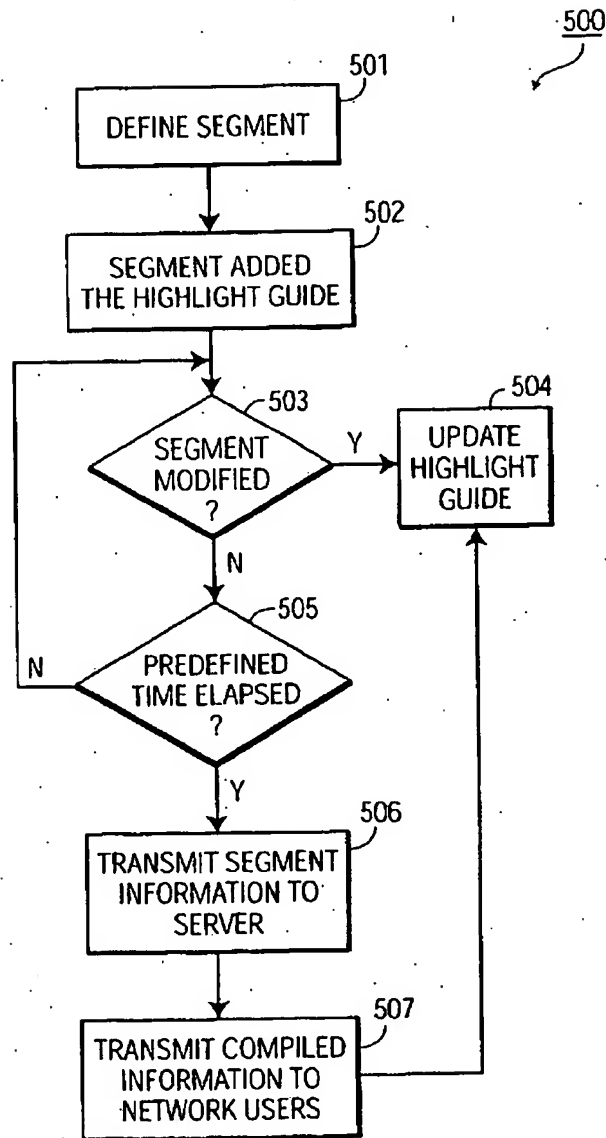 500
501
DEFINE SEGMENT
502
SEGMENT ADDED
THE HIGHLIGHT GUIDE
503
SEGMENT
MODIFIED
?
Y
504
UPDATE
HIGHLIGHT
GUIDE
N
505
PREDEFINED
TIME ELAPSED
?
N
Y
506
TRANSMIT SEGMENT
INFORMATION TO
SERVER
507
TRANSMIT COMPILED
INFORMATION TO
NETWORK USERS